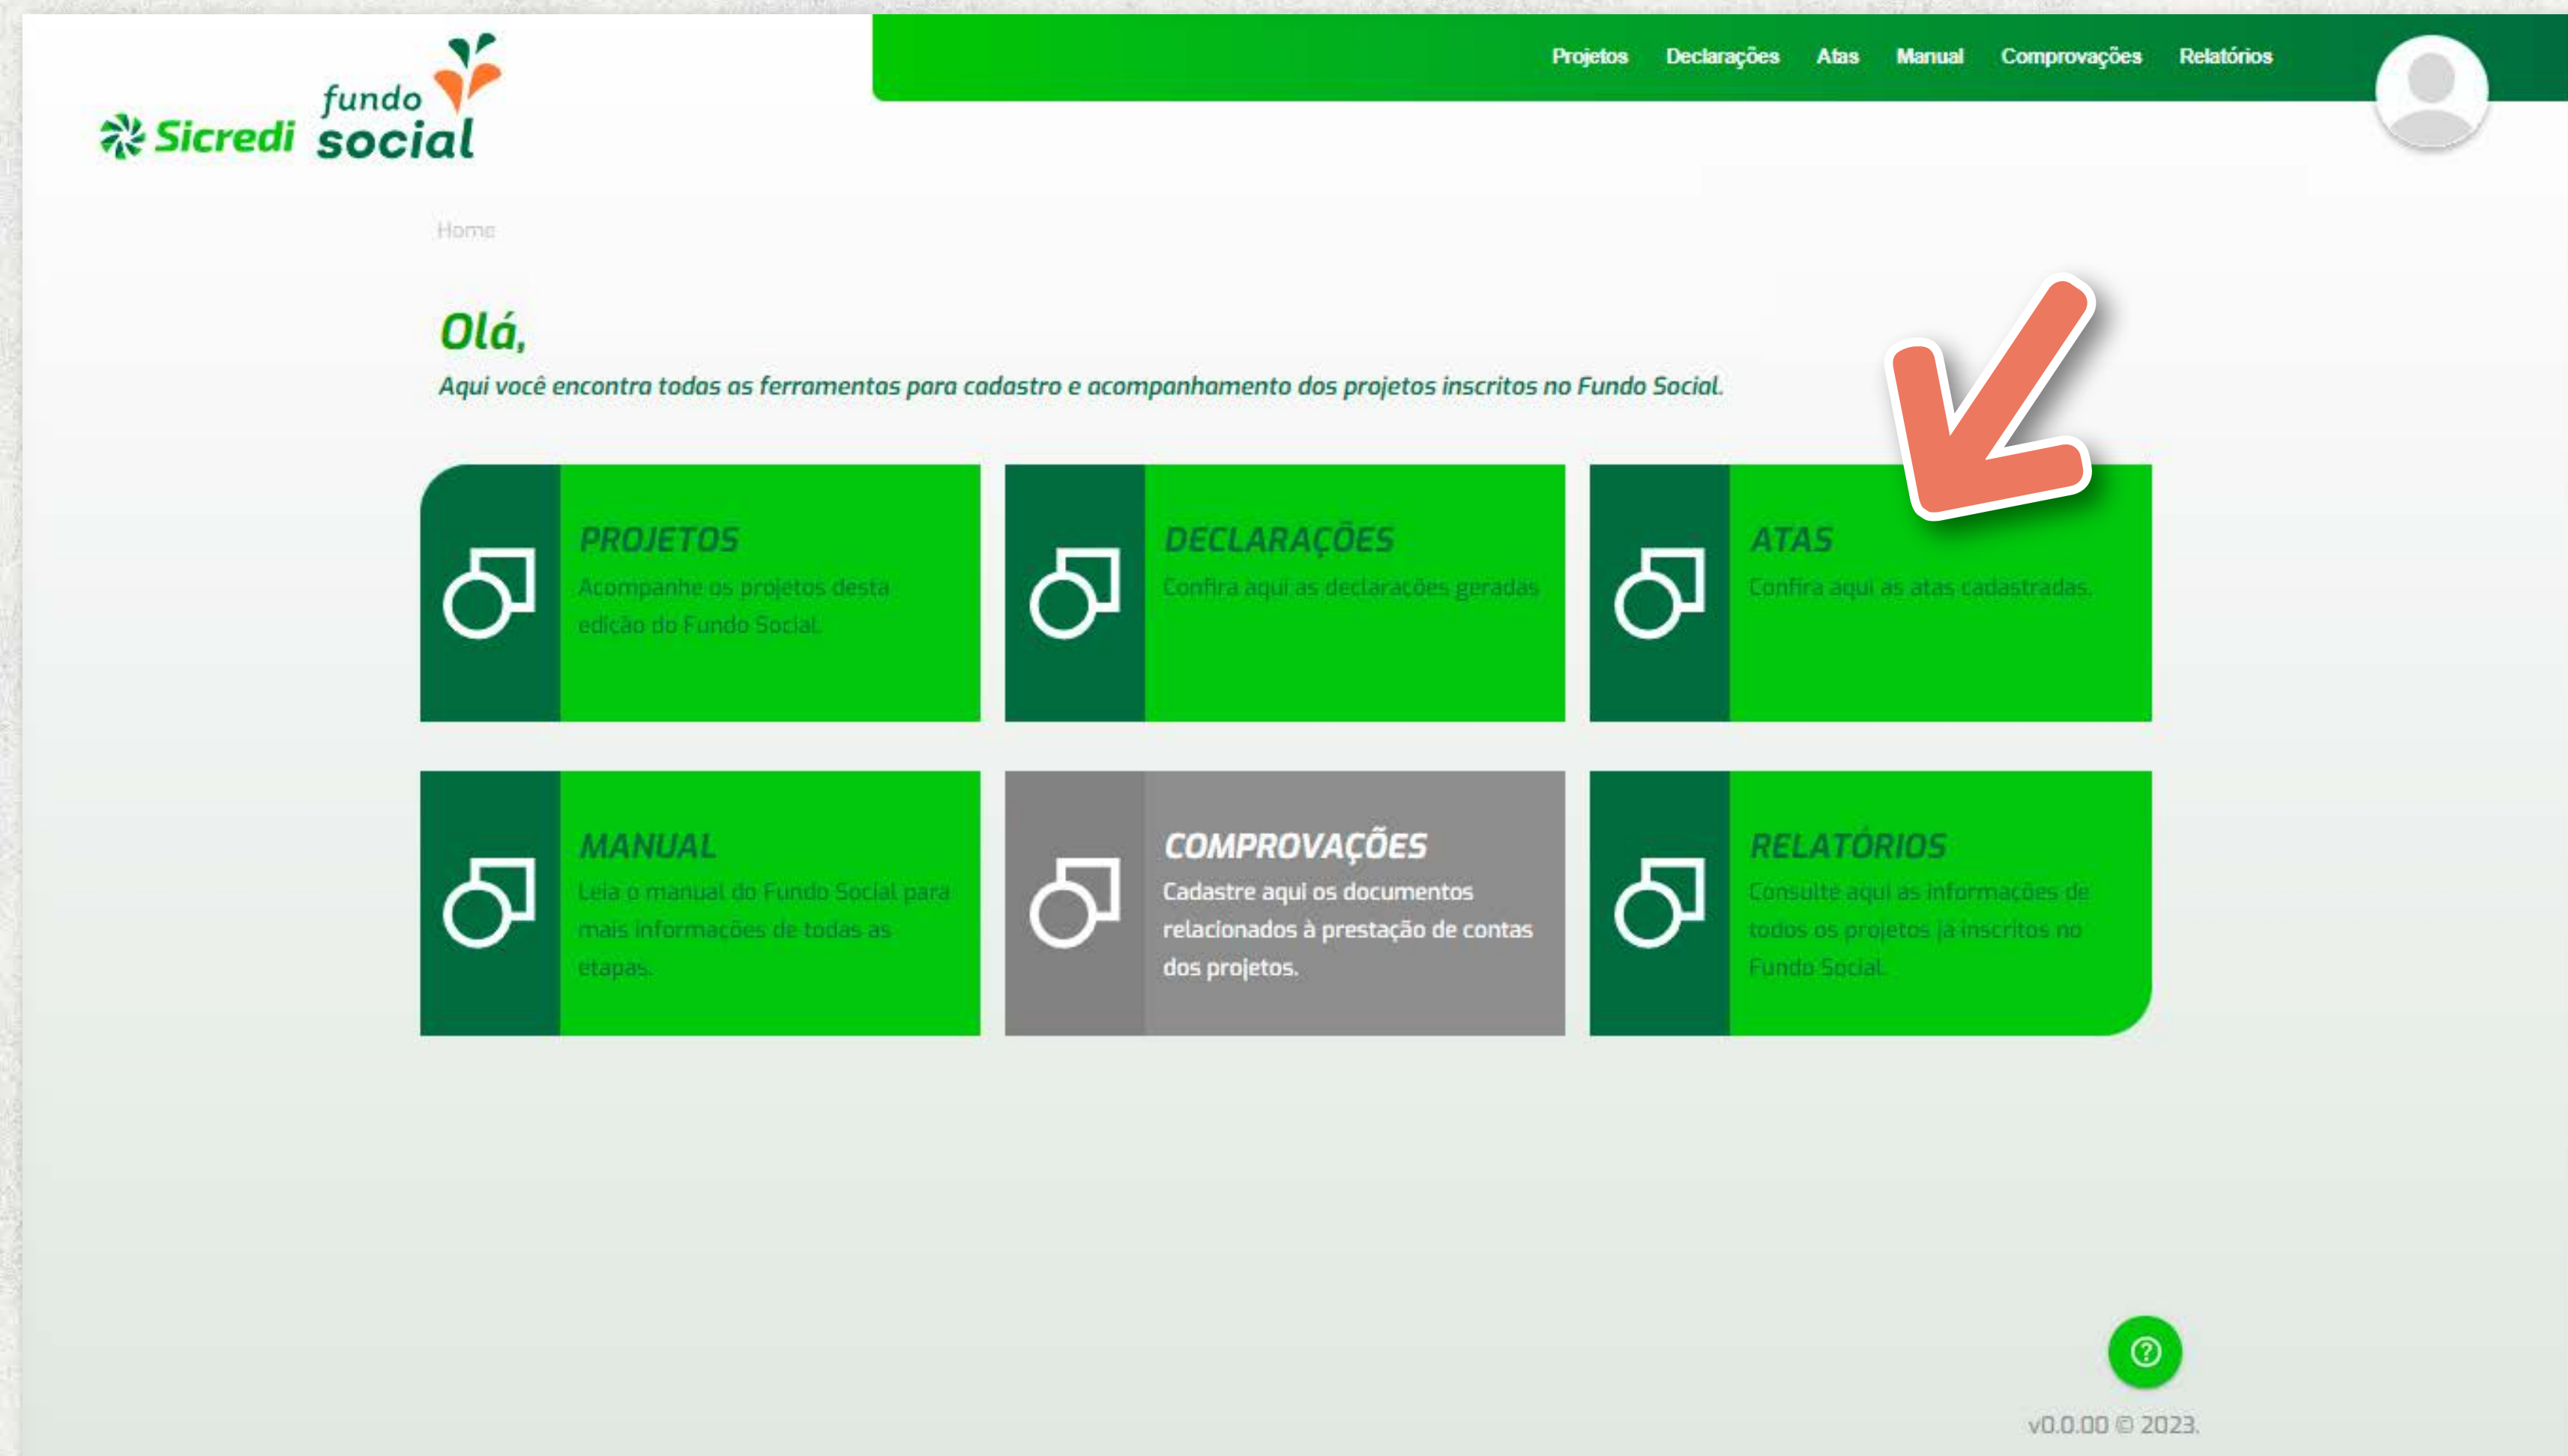 Projetos Declarações Atas Manual Comprovações Relatórios
Sicredi
fundo
social
Home
Olá,
Aqui você encontra todas as ferramentas para cadastro e acompanhamento dos projetos inscritos no Fundo Social.
PROJETOS
Acompanhe os projetos desta
edição do Fundo Social.
DECLARAÇÕES
Confira aqui as declarações geradas
ATAS
Confira aqui as atas cadastradas.
MANUAL
Leia o manual do Fundo Social para
mais informações de todas as
etapas.
COMPROVAÇÕES
Cadastre aqui os documentos
relacionados à prestação de contas
dos projetos.
RELATÓRIOS
Consulte aqui as informações de
todos os projetos já inscritos no
Fundo Social.
v0.0.00 © 2023.